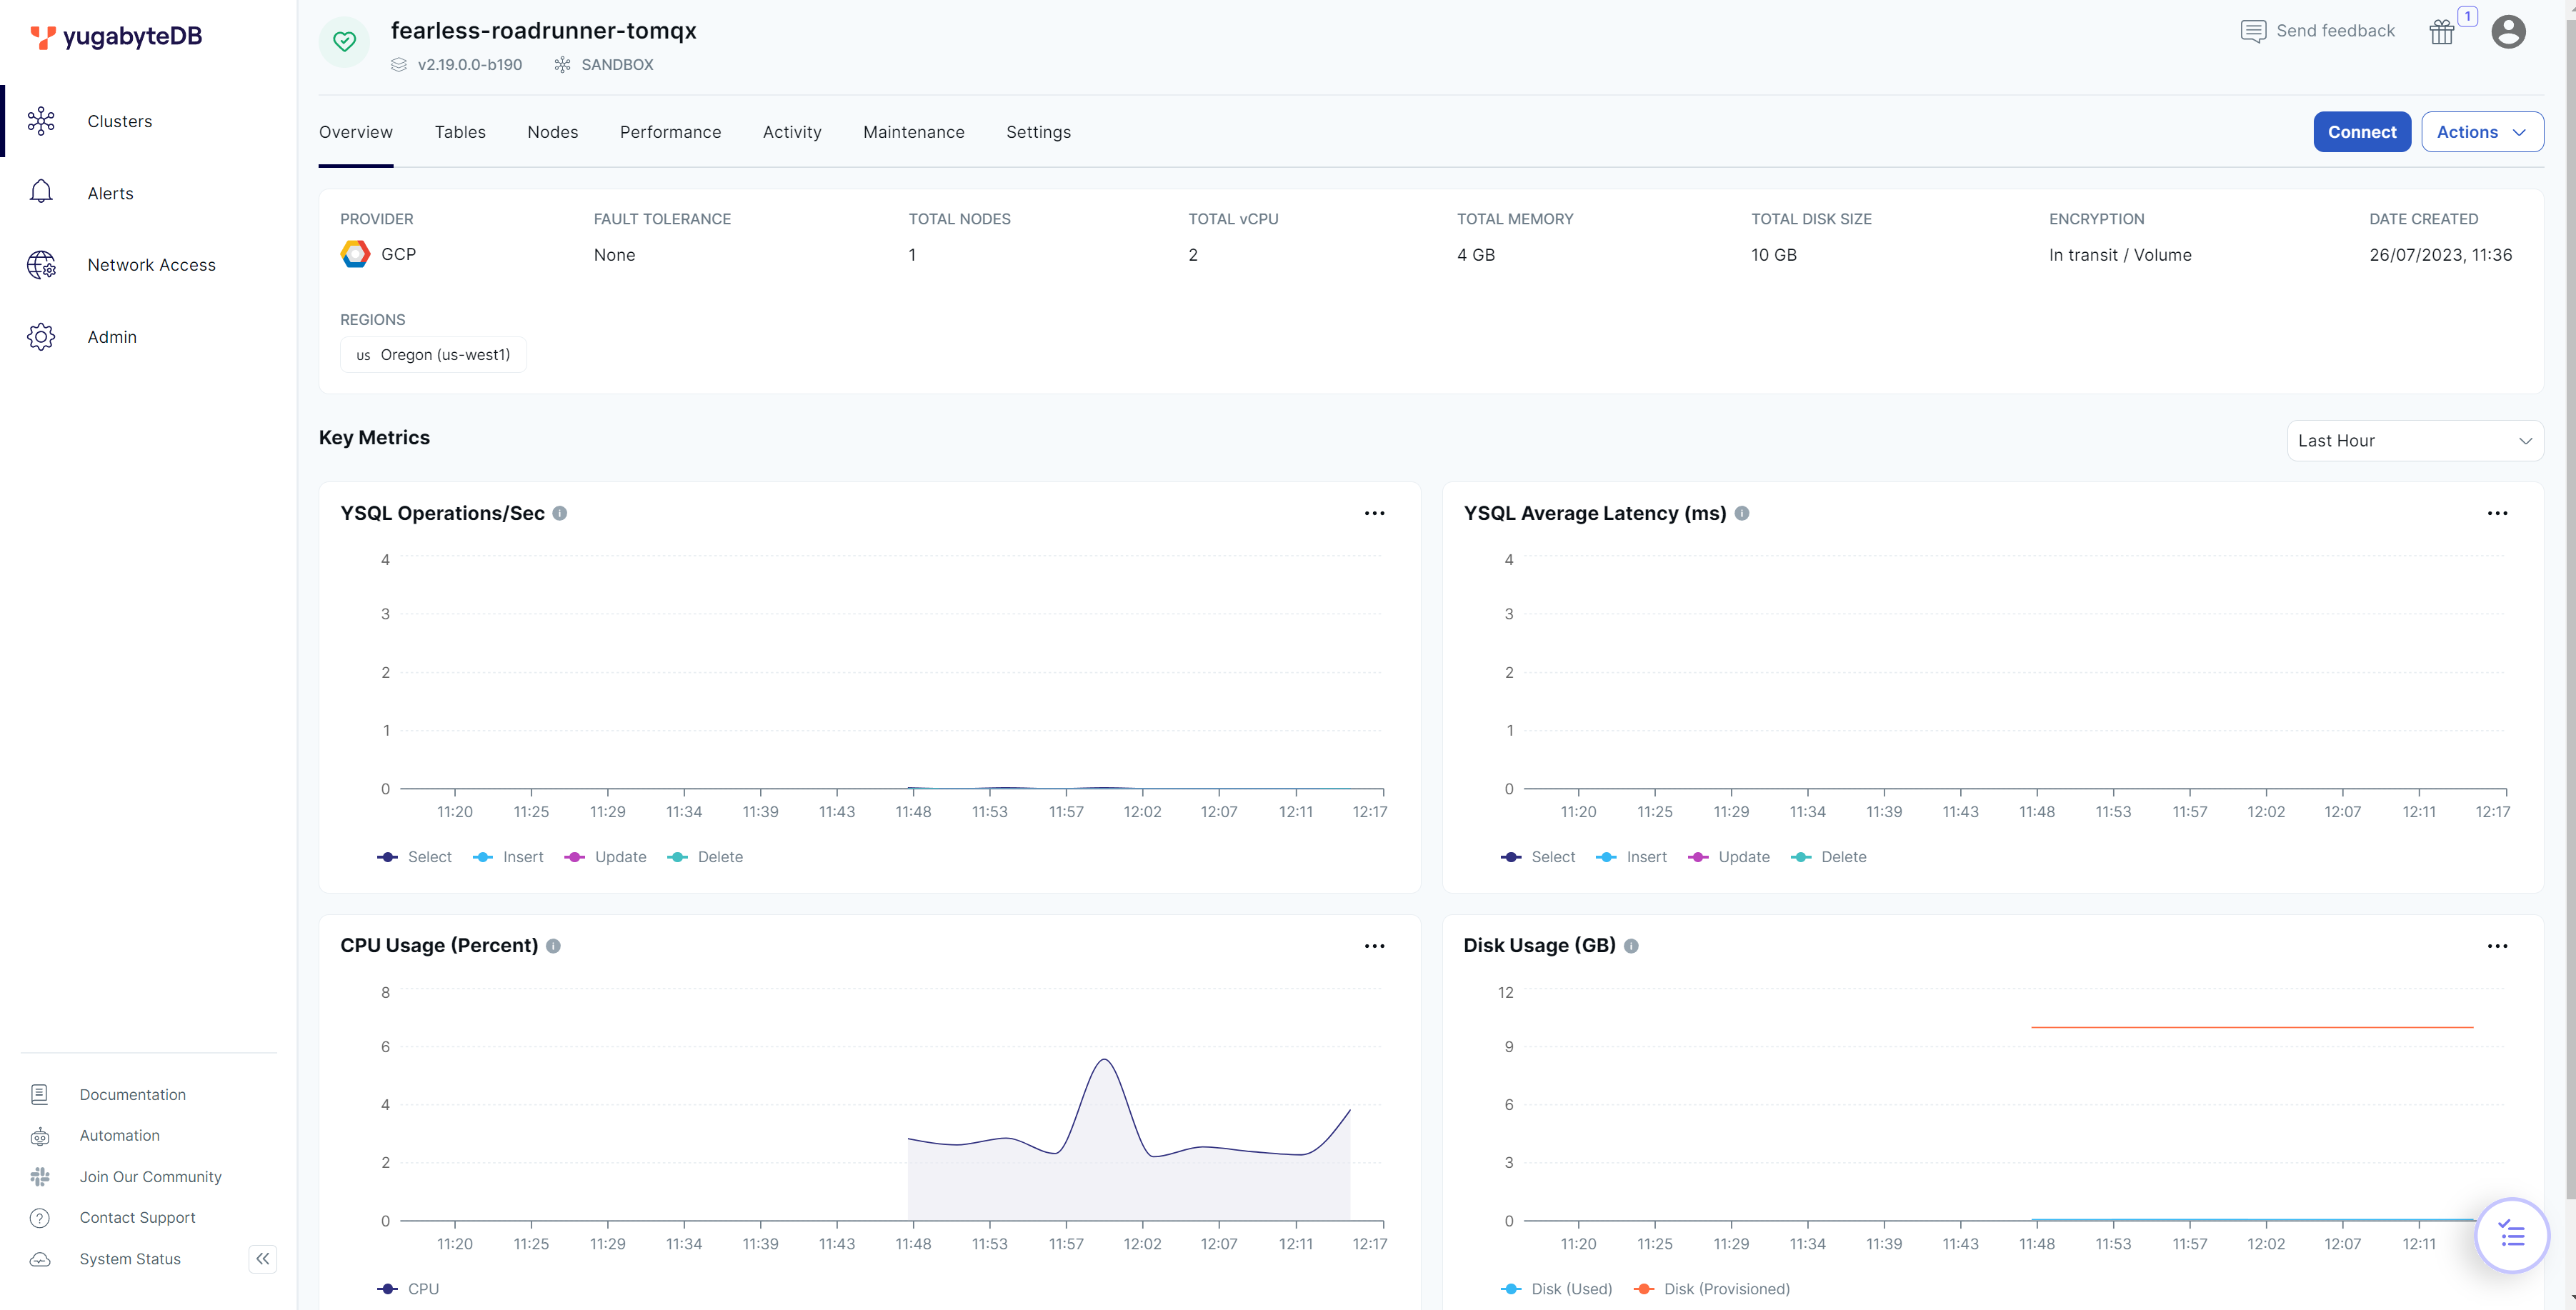 yugabyteDB
Clusters
Alerts
Network Access
Admin
Documentation
Automation
Join Our Community
Contact Support
System Status
fearless-roadrunner-tomqx
v2.19.0.0-b190 SANDBOX
Send feedback 1
Overview Tables Nodes Performance Activity Maintenance Settings
Connect Actions
PROVIDER FAULT TOLERANCE TOTAL NODES TOTAL vCPU TOTAL MEMORY TOTAL DISK SIZE ENCRYPTION DATE CREATED
GCP None 1 2 4 GB 10 GB In transit / Volume 26/07/2023, 11:36
REGIONS
us Oregon (us-west1)
Key Metrics
Last Hour
YSQL Operations/Sec
4
3
2
1
0
11:20 11:25 11:29 11:34 11:39 11:43 11:48 11:53 11:57 12:02 12:07 12:11 12:17
Select Insert Update Delete
YSQL Average Latency (ms)
4
3
2
1
0
11:20 11:25 11:29 11:34 11:39 11:43 11:48 11:53 11:57 12:02 12:07 12:11 12:17
Select Insert Update Delete
CPU Usage (Percent)
8
6
4
2
0
11:20 11:25 11:29 11:34 11:39 11:43 11:48 11:53 11:57 12:02 12:07 12:11 12:17
CPU
Disk Usage (GB)
12
9
6
3
0
11:20 11:25 11:29 11:34 11:39 11:43 11:48 11:53 11:57 12:02 12:07 12:11
Disk (Used) Disk (Provisioned)